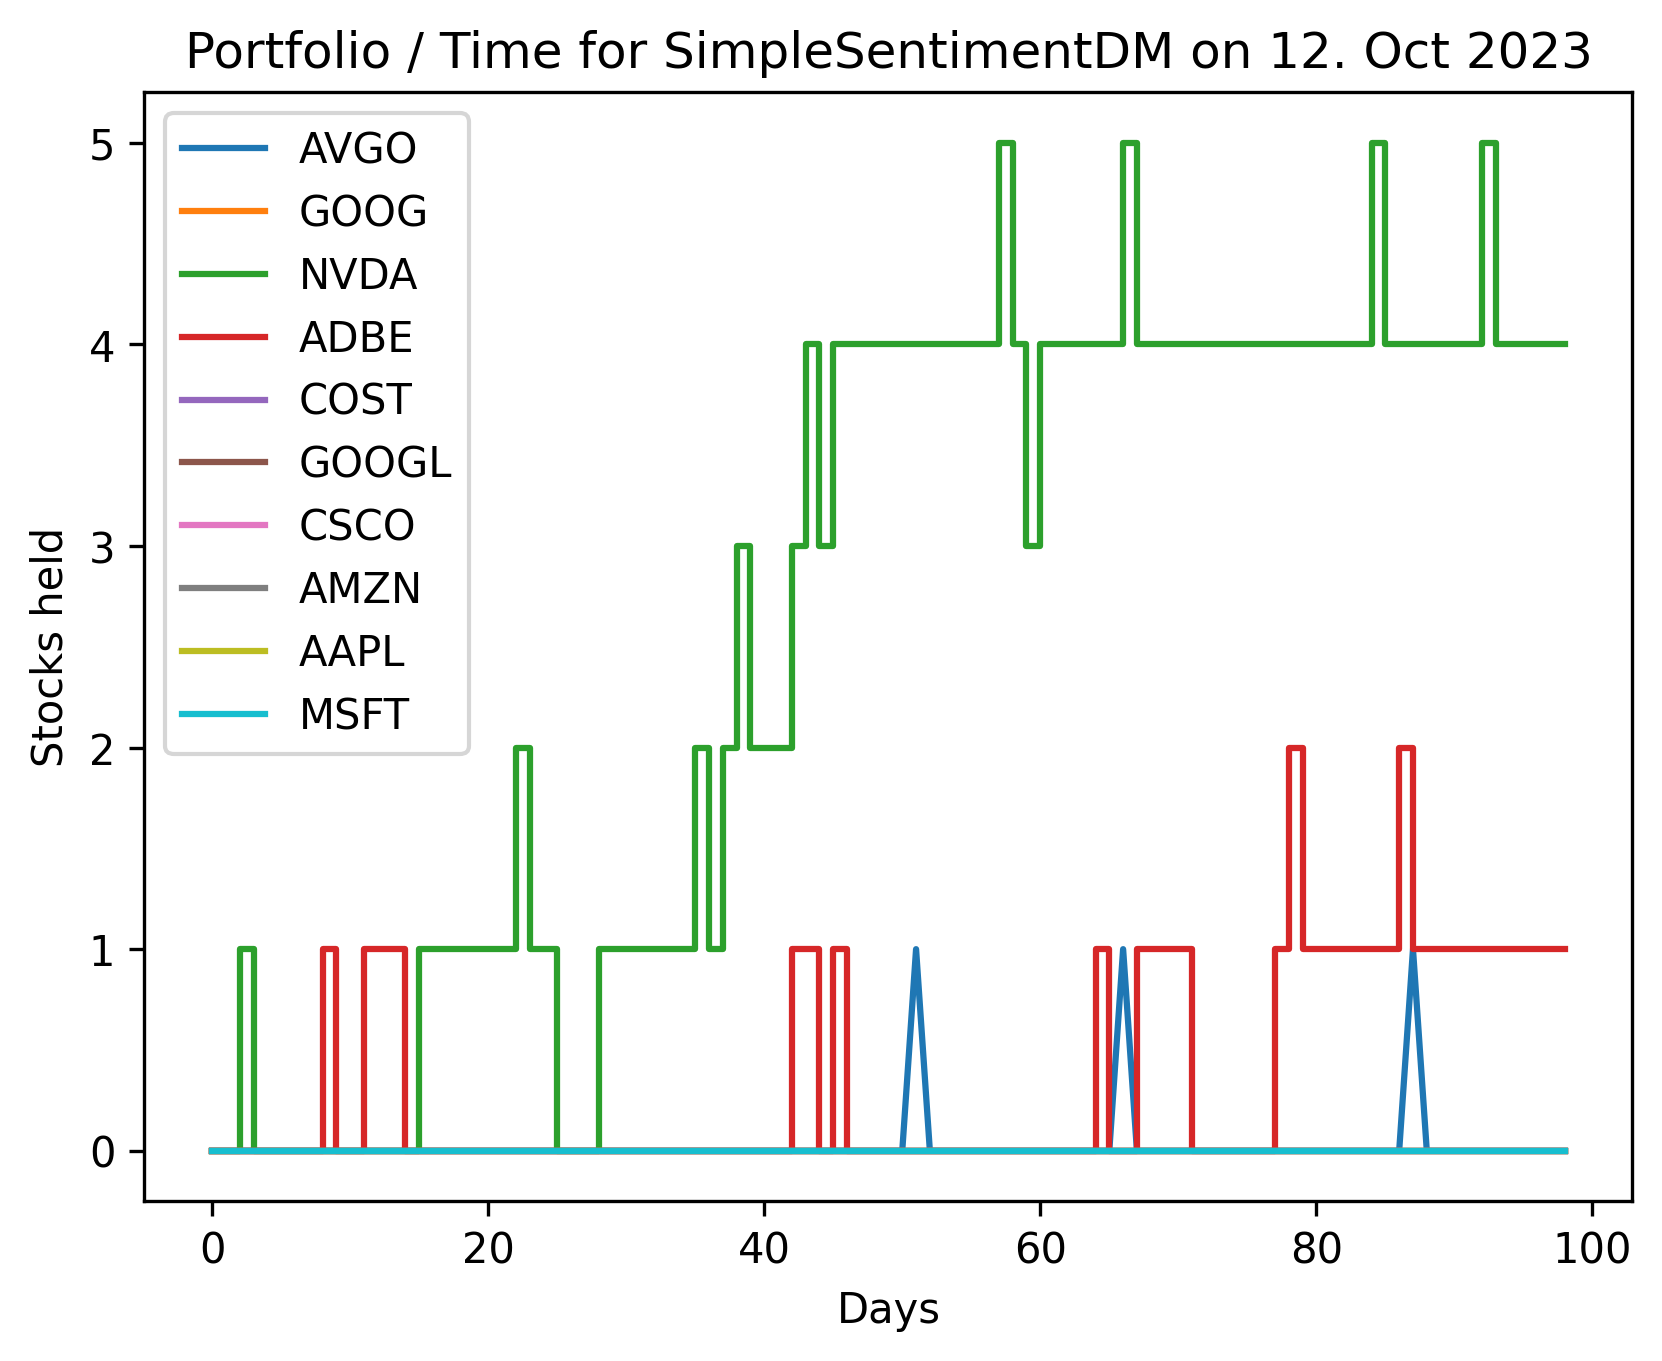 Portfolio / Time for SimpleSentimentDM on 12. Oct 2023
AVGO
GOOG
NVDA
ADBE
COST
GOOGL
CSCO
AMZN
AAPL
MSFT
Stocks held
5
4
3
2
1
0
0 20 40 60 80 100
Days